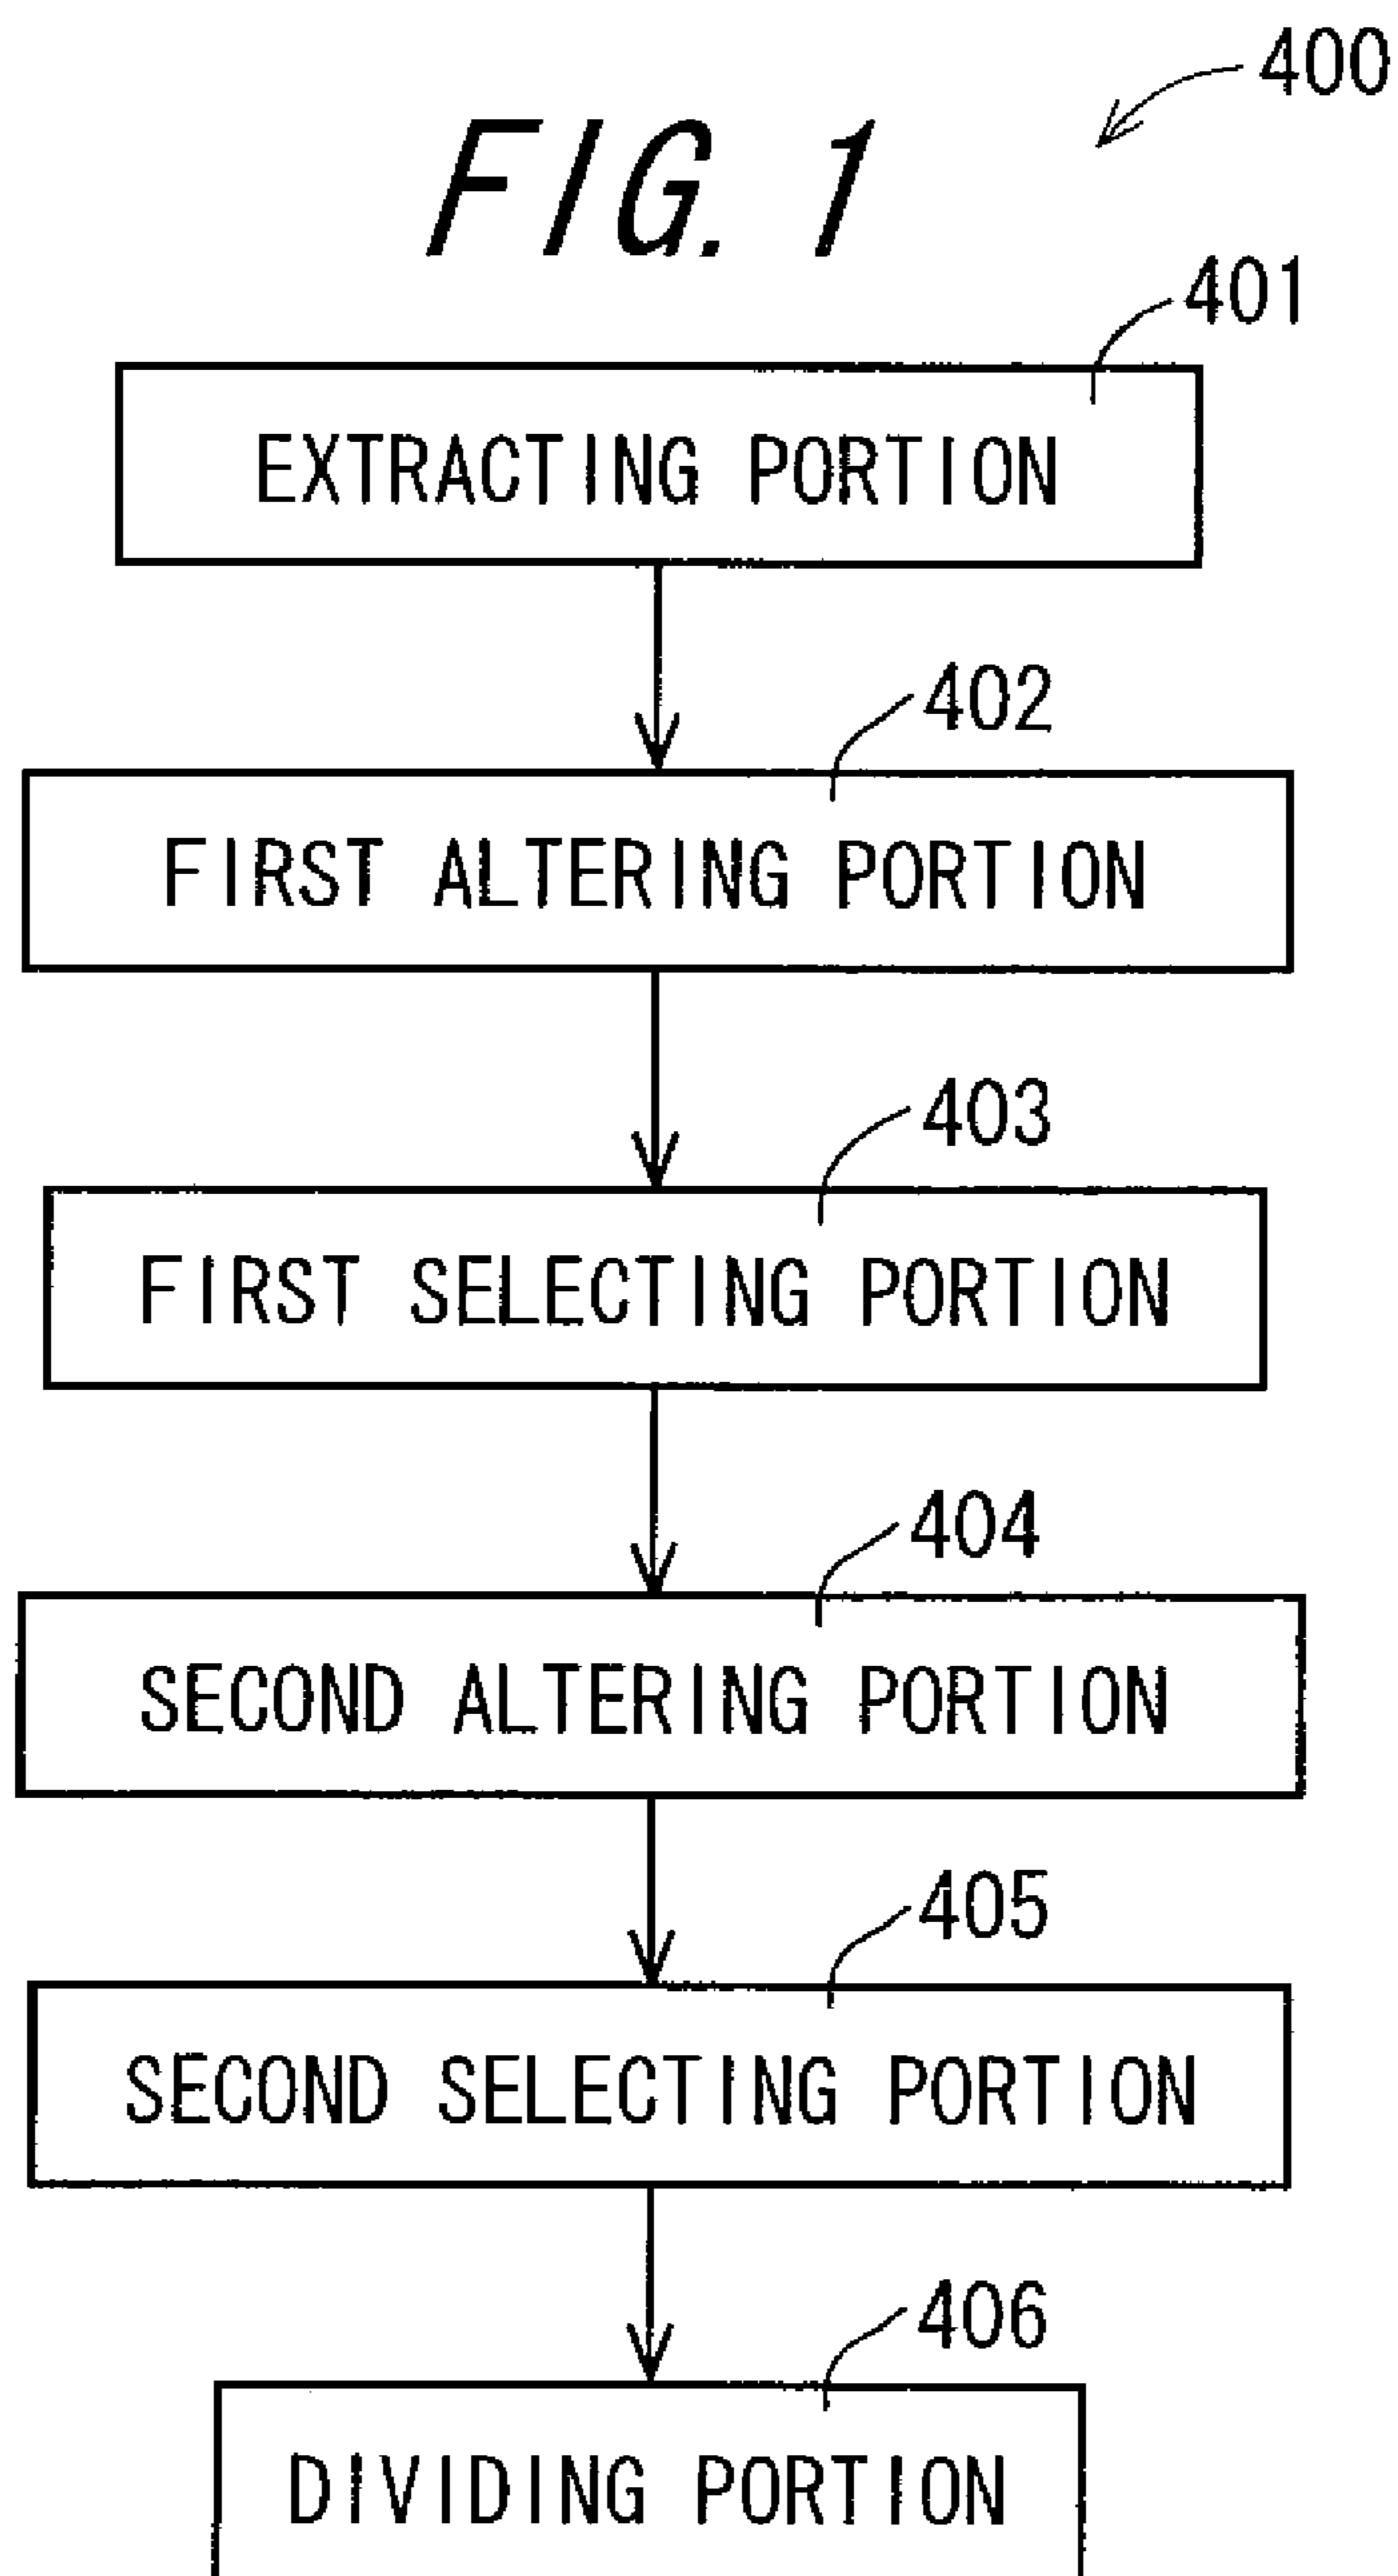 400
FIG. 1
401
EXTRACTING PORTION
402
FIRST ALTERING PORTION
403
FIRST SELECTING PORTION
404
SECOND ALTERING PORTION
405
SECOND SELECTING PORTION
406
DIVIDING PORTION